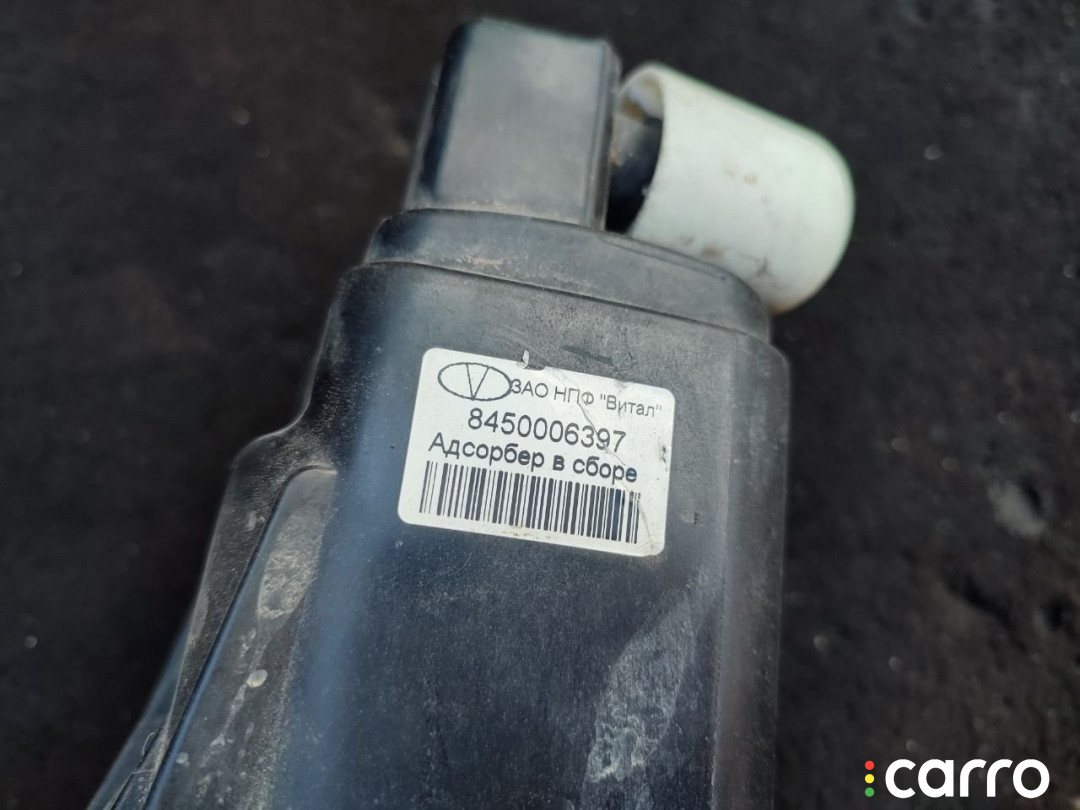 V ЗАО НПФ "Витал"
8450006397
Адсорбер в сборе
carro